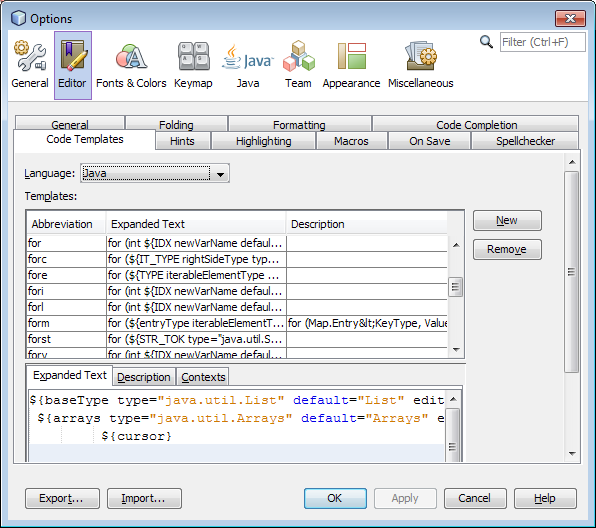 Options
Filter (Ctrl+F)
General Editor Fonts & Colors Keymap Java Team Appearance Miscellaneous
General Folding Formatting Code Completion
Code Templates Hints Highlighting Macros On Save Spellchecker
Language: Java
Templates:
Abbreviation Expanded Text Description New
for for (int ${IDX newVarName defaul...
forc for (${IT_TYPE rightSideType typ... Remove
fore for (${TYPE iterableElementType ...
fori for (int ${IDX newVarName defaul...
forl for (int ${IDX newVarName defaul...
form for (${entryType iterableElementT... for (Map.Entry&lt;KeyType, Value
forst for (${STR_TOK type="java.util.S...
forv for (int ${IDX newVarName defaul...
Expanded Text Description Contexts
${baseType type="java.util.List" default="List" edit
${arrays type="java.util.Arrays" default="Arrays" e
${cursor}
Export... Import... OK Apply Cancel Help